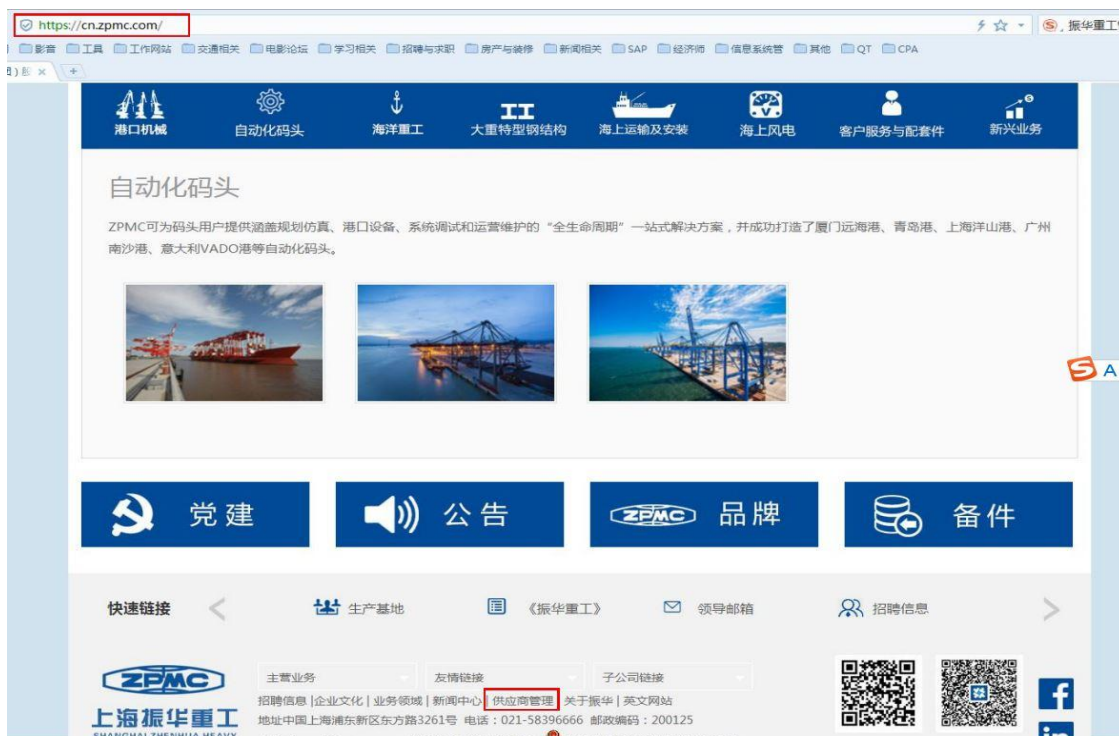 https://cn.zpmc.com/
振华重工
影音 工具 工作网站 交通相关 电影论坛 学习相关 招聘与求职 房产与装修 新闻相关 SAP 经济师 信息系统管 其他 QT CPA
港口机械 自动化码头 海洋重工 大重特型钢结构 海上运输及安装 海上风电 客户服务与配套件 新兴业务
自动化码头
ZPMC可为码头用户提供涵盖规划仿真、港口设备、系统调试和运营维护的“全生命周期”一站式解决方案，并成功打造了厦门远海港、青岛港、上海洋山港、广州
南沙港、意大利VADO港等自动化码头。
A
党建 公告 ZPMC 品牌 备件
快速链接 生产基地 《振华重工》 领导邮箱 招聘信息
ZPMC 主营业务 友情链接 子公司链接
招聘信息 |企业文化 | 业务领域 | 新闻中心 | 供应商管理 | 关于振华 | 英文网站
上海振华重工 地址中国上海浦东新区东方路3261号 电话：021-58396666 邮政编码：200125
SHANGHAI ZHENHUA HEAVY